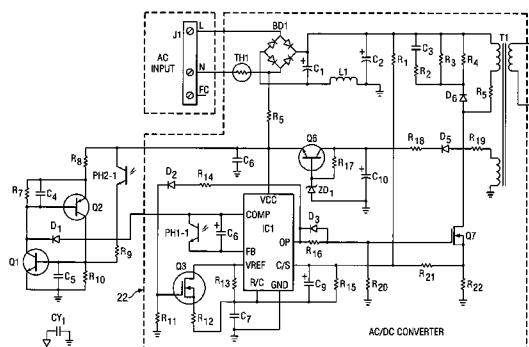 J1
L
BD1
T1
AC
INPUT
N
TH1
FC
C1
C2
L1
R1
C3
R2
R3
R4
D6
R5
R5
R8
PH2-1
C6
Q6
R17
ZD1
C10
R18
D5
R19
R7
C4
Q2
D2
R14
VCC
D1
COMP
IC1
D3
PH1-1
C6
FB
OP
R16
Q7
Q1
R9
Q3
VREF
C/S
C5
R10
R13
R/C
GND
C9
R15
R20
R21
R22
22
R11
R12
C7
CY1
AC/DC CONVERTER